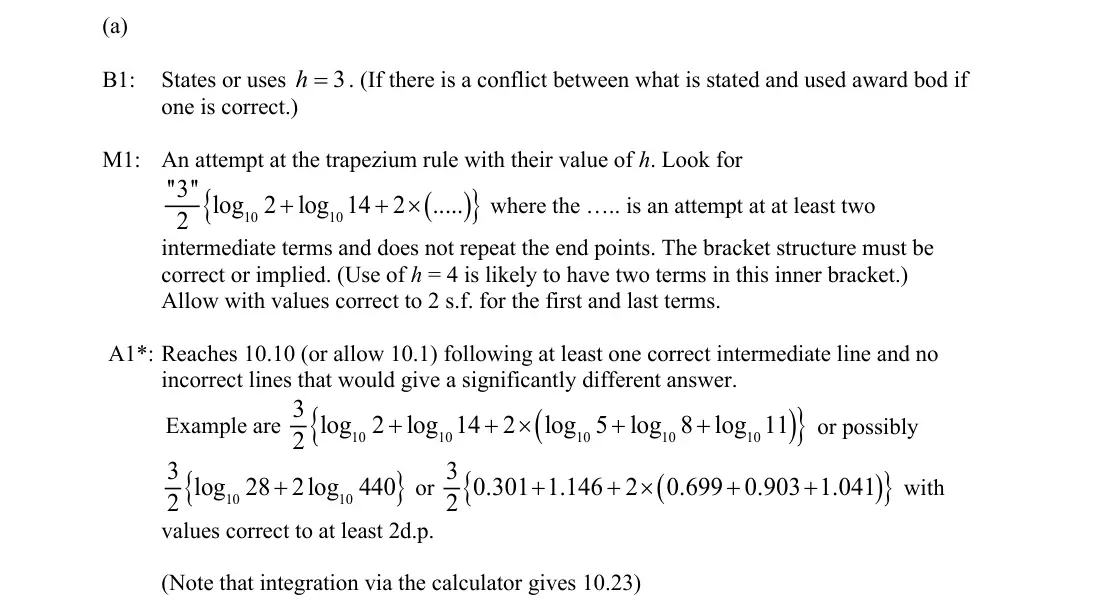 (a)
B1: States or uses h = 3. (If there is a conflict between what is stated and used award bod if
one is correct.)
M1: An attempt at the trapezium rule with their value of h. Look for
"3"/2 {log₁₀ 2 + log₁₀ 14 + 2×(.....)} where the ….. is an attempt at at least two
intermediate terms and does not repeat the end points. The bracket structure must be
correct or implied. (Use of h = 4 is likely to have two terms in this inner bracket.)
Allow with values correct to 2 s.f. for the first and last terms.
A1*: Reaches 10.10 (or allow 10.1) following at least one correct intermediate line and no
incorrect lines that would give a significantly different answer.
Example are 3/2 {log₁₀ 2 + log₁₀ 14 + 2×(log₁₀ 5 + log₁₀ 8 + log₁₀ 11)} or possibly
3/2 {log₁₀ 28 + 2 log₁₀ 440} or 3/2 {0.301+1.146+2×(0.699+0.903+1.041)} with
values correct to at least 2d.p.
(Note that integration via the calculator gives 10.23)